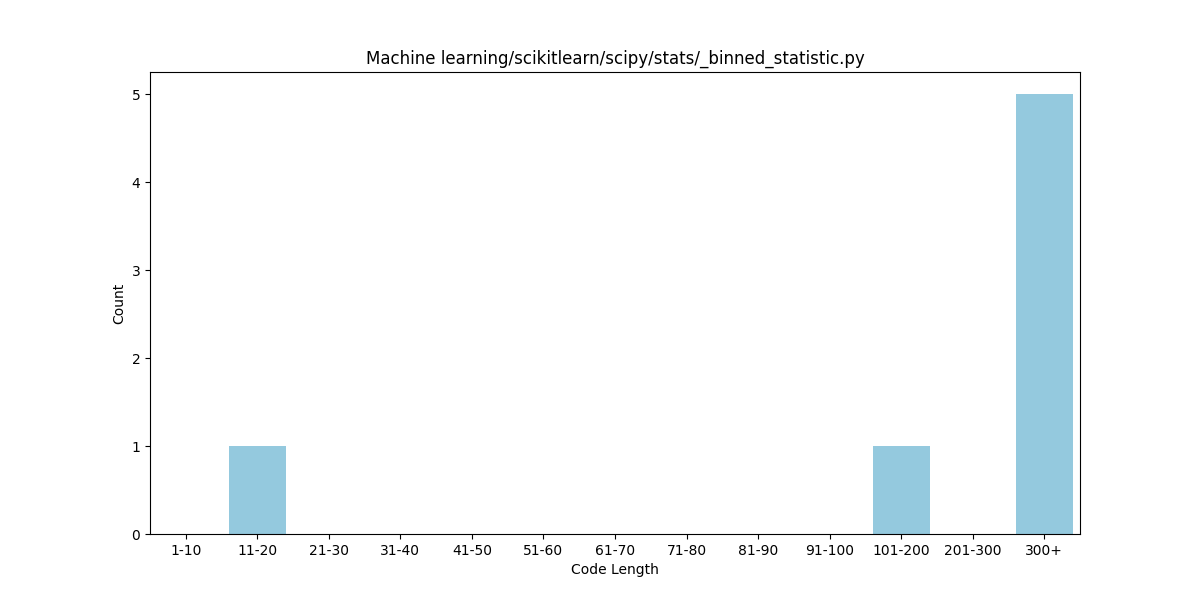 Machine learning/scikitlearn/scipy/stats/_binned_statistic.py
5
4
3
2
1
0
Count
1-10 11-20 21-30 31-40 41-50 51-60 61-70 71-80 81-90 91-100 101-200 201-300 300+
Code Length